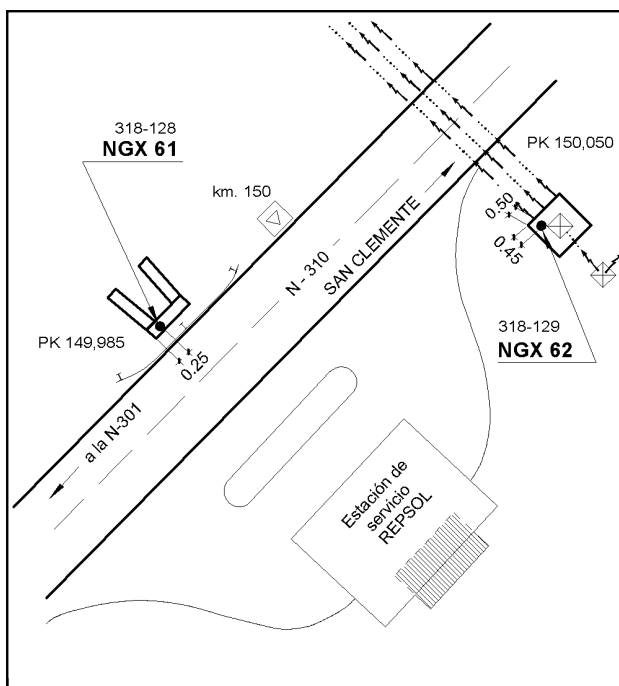 318-128
NGX 61
PK 150,050
km. 150
0.50
0.45
N - 310
SAN CLEMENTE
318-129
NGX 62
PK 149,985
0.25
a la N-301
Estación de
servicio
REPSOL